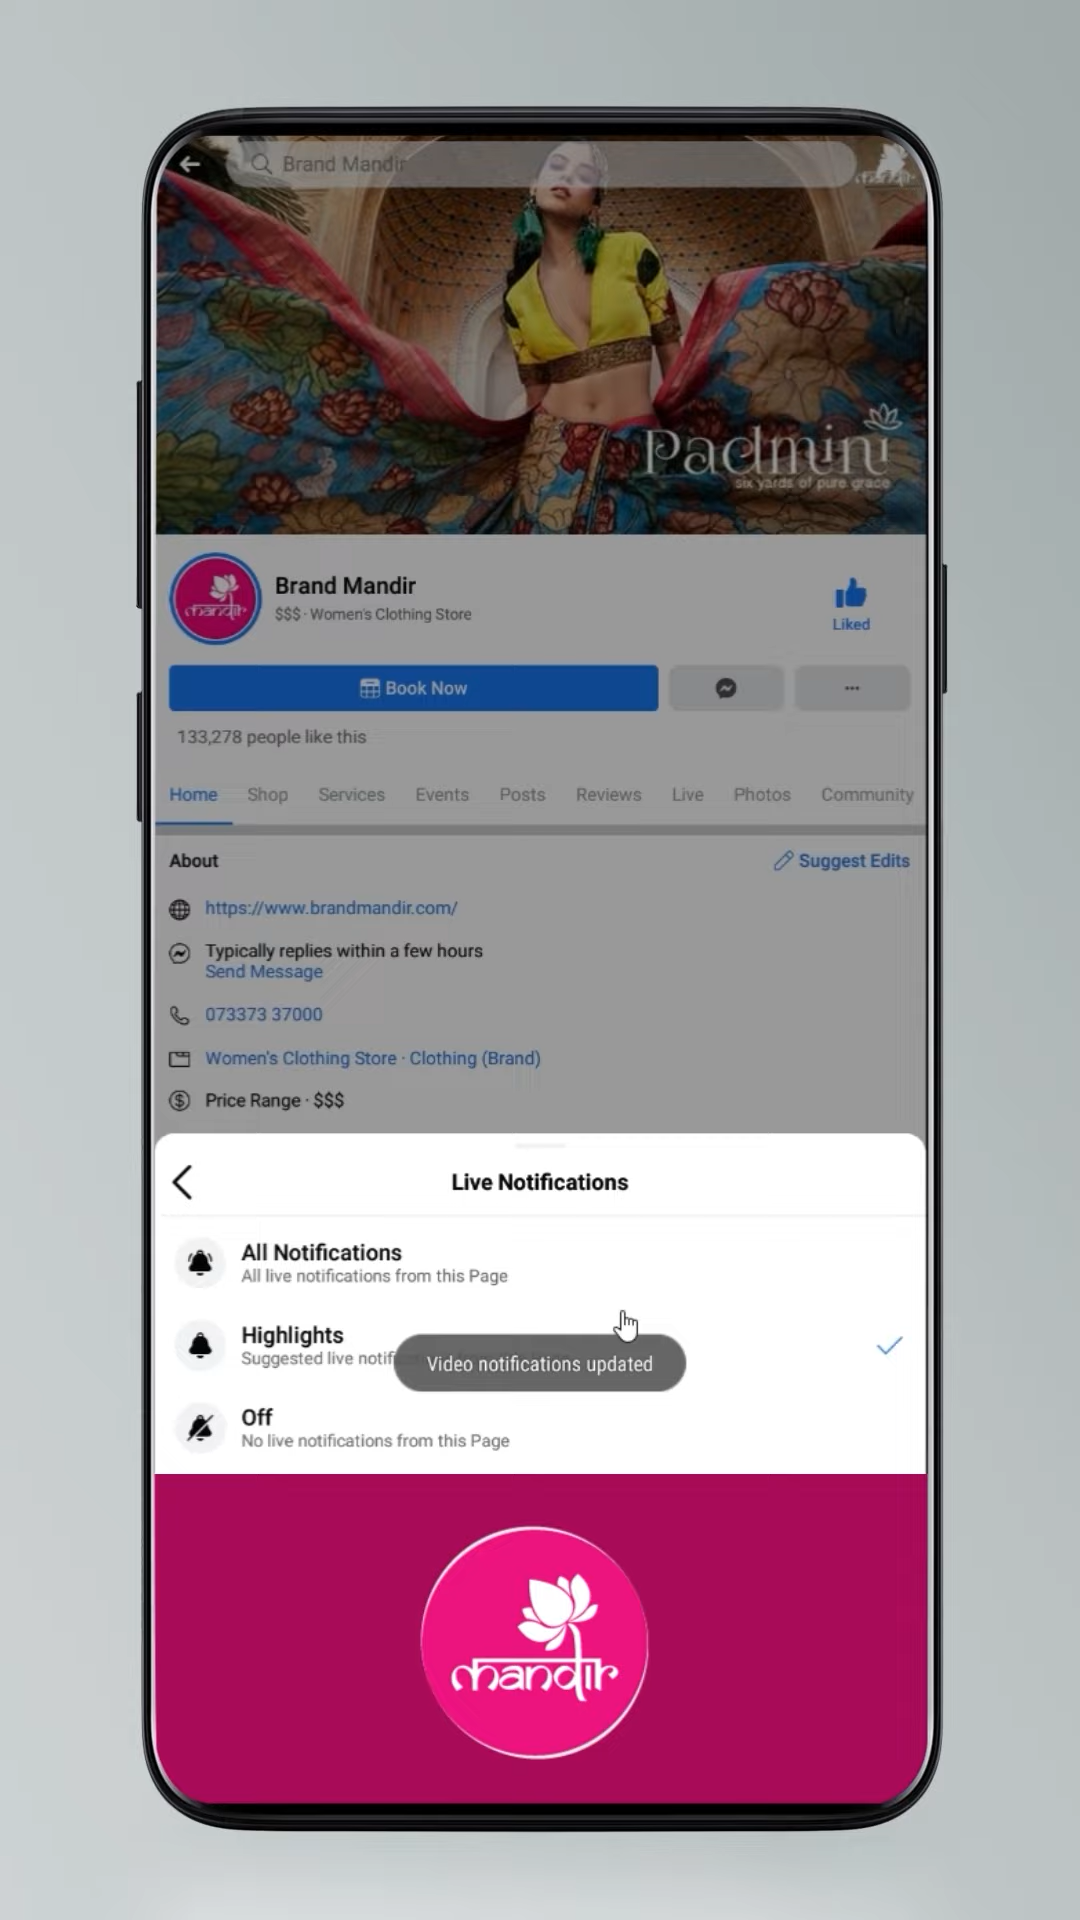 Brand Mandir
mandir
Padmini
six yards of pure grace
mandir
Brand Mandir
$$$ · Women's Clothing Store
Liked
Book Now
133,278 people like this
Home Shop Services Events Posts Reviews Live Photos Community
About
Suggest Edits
https://www.brandmandir.com/
Typically replies within a few hours
Send Message
073373 37000
Women's Clothing Store · Clothing (Brand)
Price Range · $$$
Live Notifications
All Notifications
All live notifications from this Page
Highlights
Suggested live
Video notifications updated
Off
No live notifications from this Page
mandir